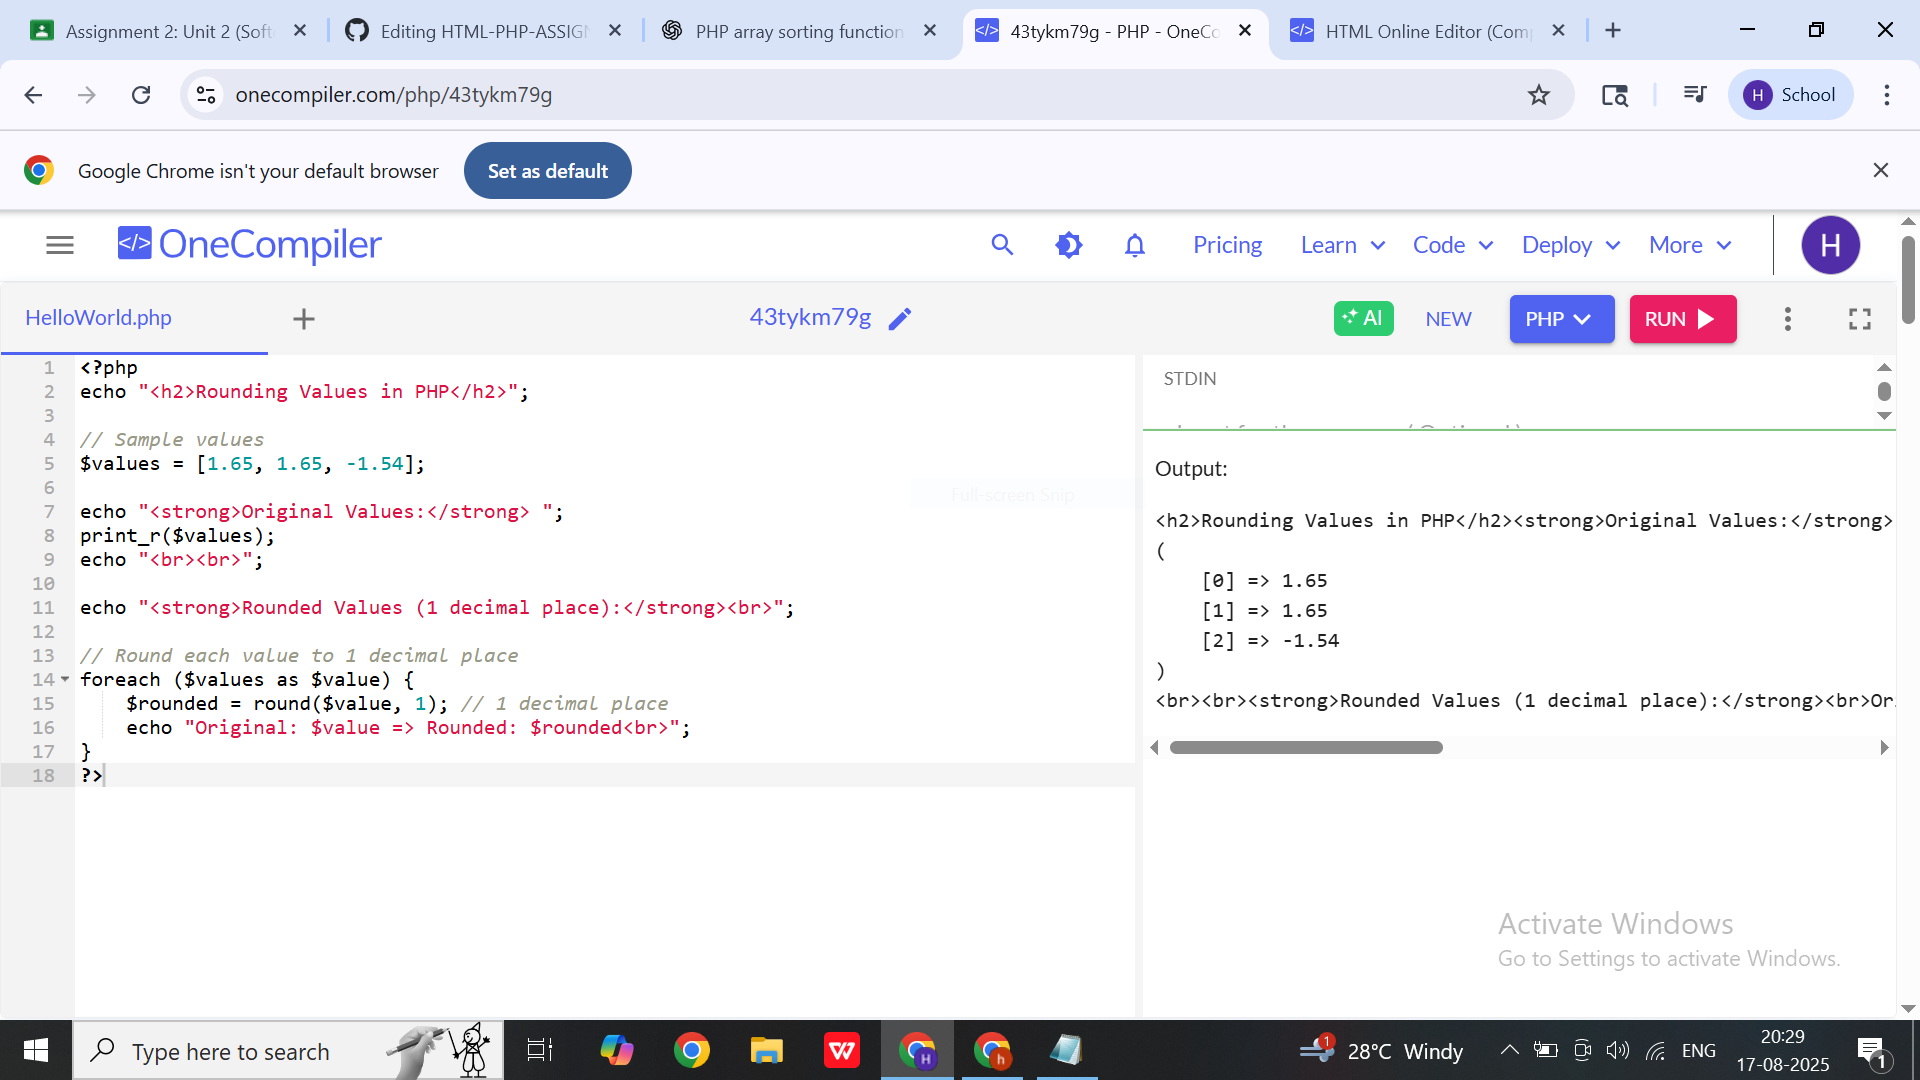 Assignment 2: Unit 2 (Soft
Editing HTML-PHP-ASSIGN
PHP array sorting function
43tykm79g - PHP - OneCo
HTML Online Editor (Com
onecompiler.com/php/43tykm79g
H School
Google Chrome isn't your default browser
Set as default
</> OneCompiler
Pricing
Learn
Code
Deploy
More
H
HelloWorld.php
43tykm79g
AI
NEW
PHP
RUN
1 <?php
2 echo "<h2>Rounding Values in PHP</h2>";
3
4 // Sample values
5 $values = [1.65, 1.65, -1.54];
6
7 echo "<strong>Original Values:</strong> ";
8 print_r($values);
9 echo "<br><br>";
10
11 echo "<strong>Rounded Values (1 decimal place):</strong><br>";
12
13 // Round each value to 1 decimal place
14 foreach ($values as $value) {
15 $rounded = round($value, 1); // 1 decimal place
16 echo "Original: $value => Rounded: $rounded<br>";
17 }
18 ?>
Full-screen Snip
STDIN
Output:
<h2>Rounding Values in PHP</h2><strong>Original Values:</strong>
(
[0] => 1.65
[1] => 1.65
[2] => -1.54
)
<br><br><strong>Rounded Values (1 decimal place):</strong><br>Or
Activate Windows
Go to Settings to activate Windows.
Type here to search
W
H
h
1
28°C Windy
ENG
20:29
17-08-2025
1